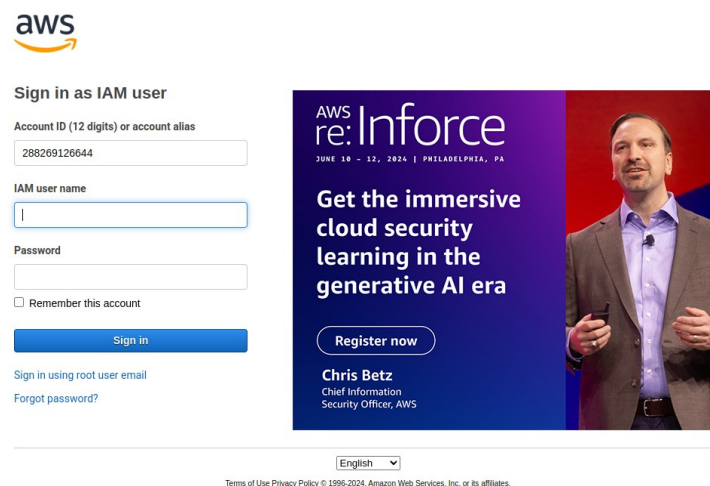 aws
Sign in as IAM user
Account ID (12 digits) or account alias
288269126644
IAM user name
Password
Remember this account
Sign in
Sign in using root user email
Forgot password?
AWS
re:Inforce
JUNE 10 – 12, 2024 | PHILADELPHIA, PA
Get the immersive
cloud security
learning in the
generative AI era
Register now
Chris Betz
Chief Information
Security Officer, AWS
English
Terms of Use Privacy Policy © 1996-2024, Amazon Web Services, Inc. or its affiliates.